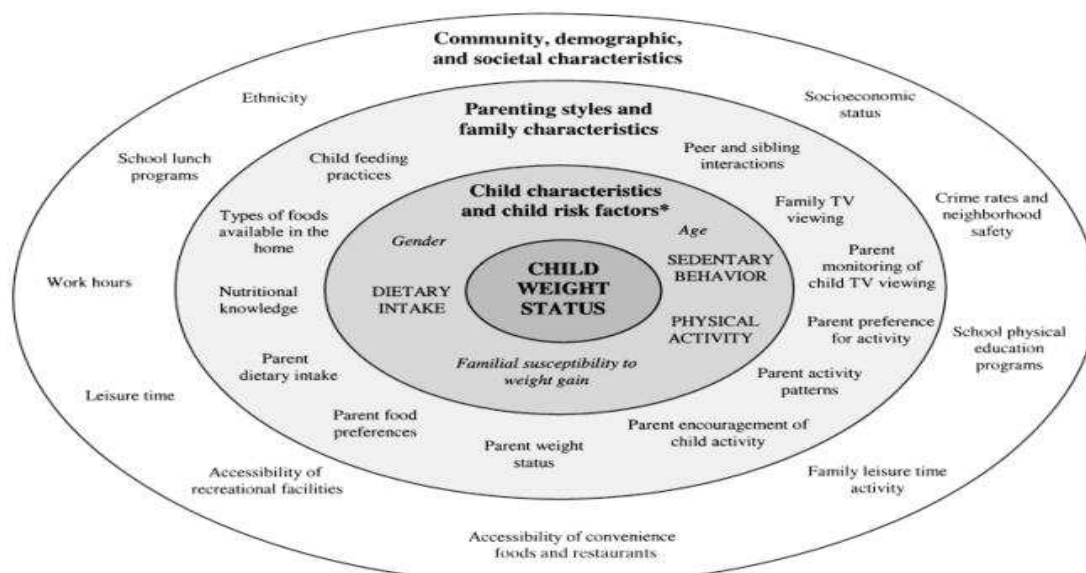 Community, demographic,
and societal characteristics
Ethnicity
Socioeconomic
status
School lunch
programs
Crime rates and
neighborhood
safety
Work hours
School physical
education
programs
Leisure time
Accessibility of
recreational facilities
Family leisure time
activity
Accessibility of convenience
foods and restaurants
Parenting styles and
family characteristics
Child feeding
practices
Peer and sibling
interactions
Types of foods
available in the
home
Family TV
viewing
Nutritional
knowledge
Parent
monitoring of
child TV viewing
Parent preference
for activity
Parent
dietary intake
Parent activity
patterns
Parent food
preferences
Parent weight
status
Parent encouragement of
child activity
Child characteristics
and child risk factors*
Gender
Age
DIETARY
INTAKE
SEDENTARY
BEHAVIOR
PHYSICAL
ACTIVITY
Familial susceptibility to
weight gain
CHILD
WEIGHT
STATUS